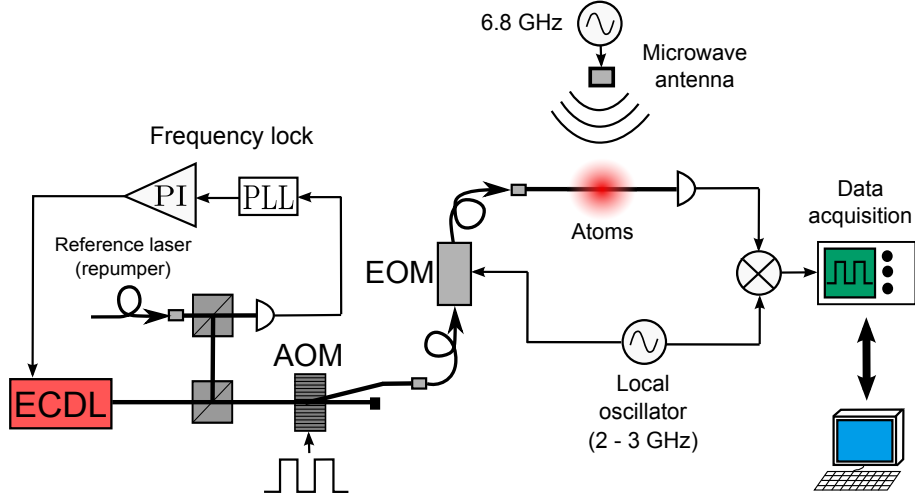 6.8 GHz
Microwave
antenna
Frequency lock
PI
PLL
Data
acquisition
Reference laser
(repumper)
Atoms
EOM
AOM
ECDL
Local
oscillator
(2 - 3 GHz)